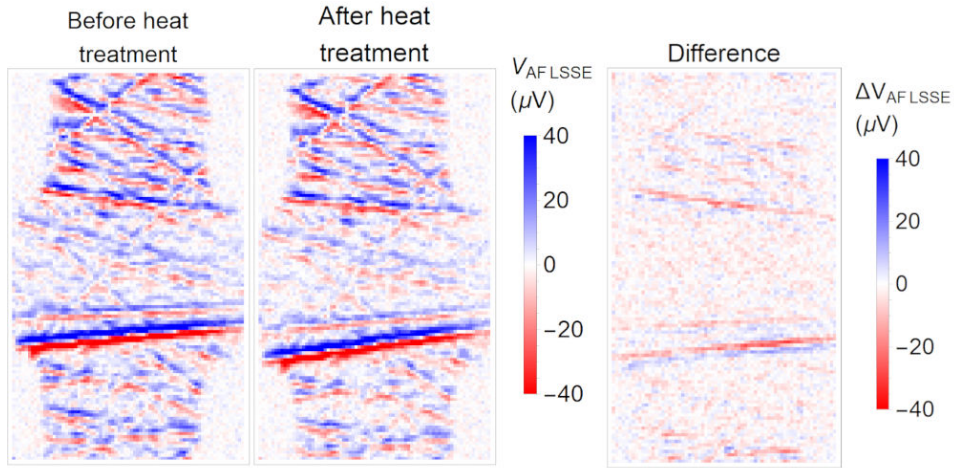 Before heat
treatment
After heat
treatment
V_AF LSSE
(μV)
40
20
0
−20
−40
Difference
ΔV_AF LSSE
(μV)
40
20
0
−20
−40